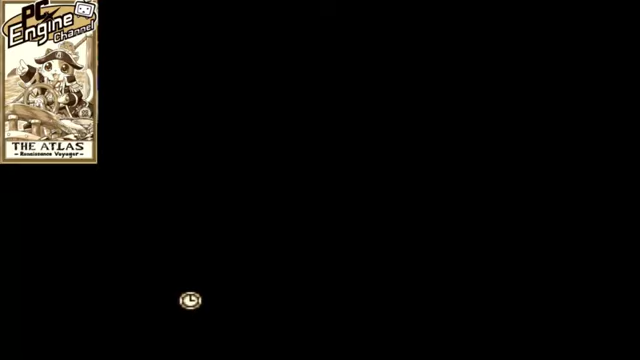 PC
Engine
Channel
THE ATLAS
- Renaissance Voyager -